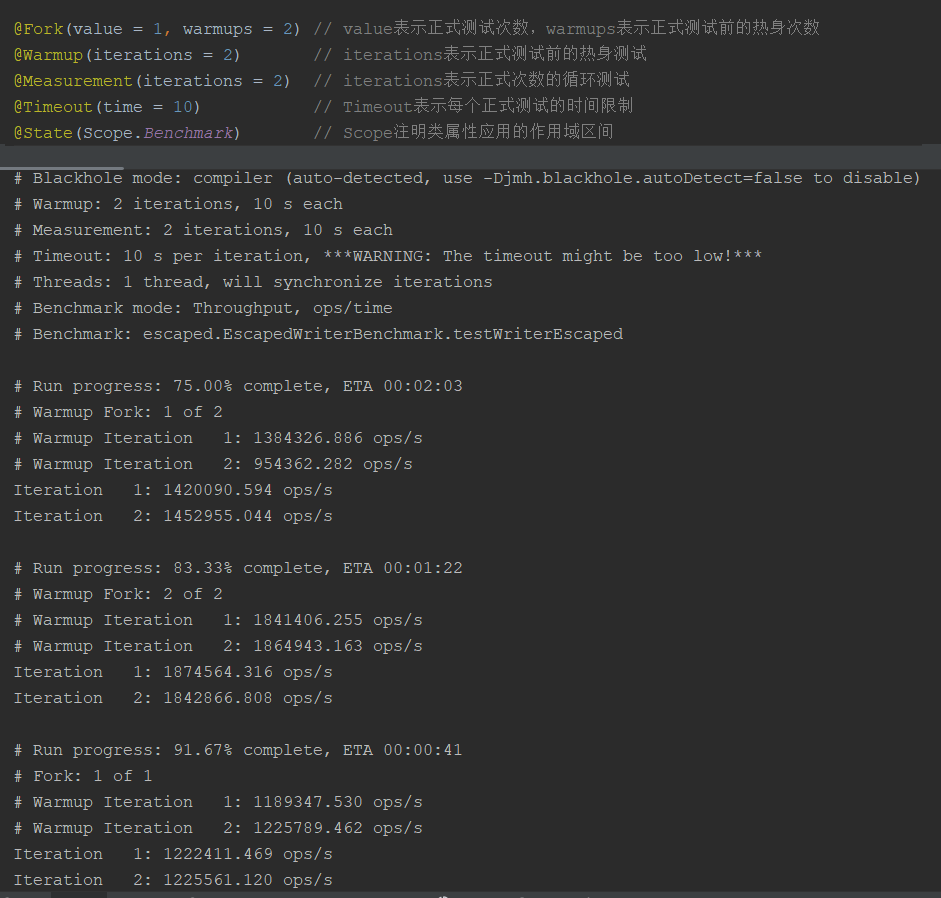 @Fork(value = 1, warmups = 2) // value表示正式测试次数，warmups表示正式测试前的热身次数
@Warmup(iterations = 2) // iterations表示正式测试前的热身测试
@Measurement(iterations = 2) // iterations表示正式次数的循环测试
@Timeout(time = 10) // Timeout表示每个正式测试的时间限制
@State(Scope.Benchmark) // Scope注明类属性应用的作用域区间
# Blackhole mode: compiler (auto-detected, use -Djmh.blackhole.autoDetect=false to disable)
# Warmup: 2 iterations, 10 s each
# Measurement: 2 iterations, 10 s each
# Timeout: 10 s per iteration, ***WARNING: The timeout might be too low!***
# Threads: 1 thread, will synchronize iterations
# Benchmark mode: Throughput, ops/time
# Benchmark: escaped.EscapedWriterBenchmark.testWriterEscaped
# Run progress: 75.00% complete, ETA 00:02:03
# Warmup Fork: 1 of 2
# Warmup Iteration   1: 1384326.886 ops/s
# Warmup Iteration   2: 954362.282 ops/s
Iteration   1: 1420090.594 ops/s
Iteration   2: 1452955.044 ops/s
# Run progress: 83.33% complete, ETA 00:01:22
# Warmup Fork: 2 of 2
# Warmup Iteration   1: 1841406.255 ops/s
# Warmup Iteration   2: 1864943.163 ops/s
Iteration   1: 1874564.316 ops/s
Iteration   2: 1842866.808 ops/s
# Run progress: 91.67% complete, ETA 00:00:41
# Fork: 1 of 1
# Warmup Iteration   1: 1189347.530 ops/s
# Warmup Iteration   2: 1225789.462 ops/s
Iteration   1: 1222411.469 ops/s
Iteration   2: 1225561.120 ops/s